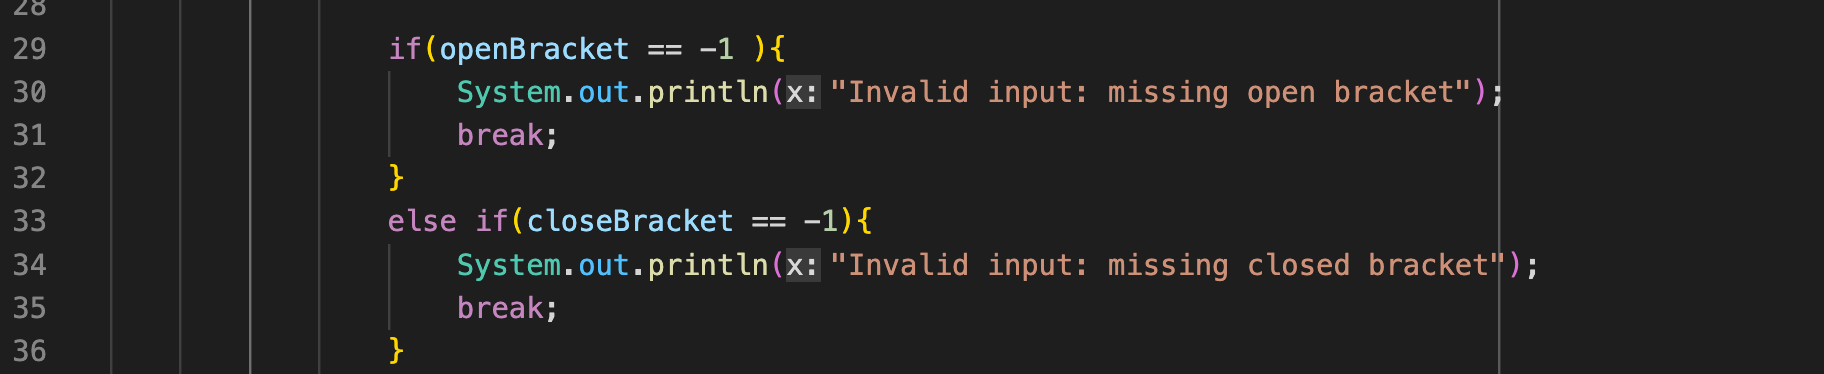 28
29 if(openBracket == -1 ){
30 System.out.println(x: "Invalid input: missing open bracket");
31 break;
32 }
33 else if(closeBracket == -1){
34 System.out.println(x: "Invalid input: missing closed bracket");
35 break;
36 }